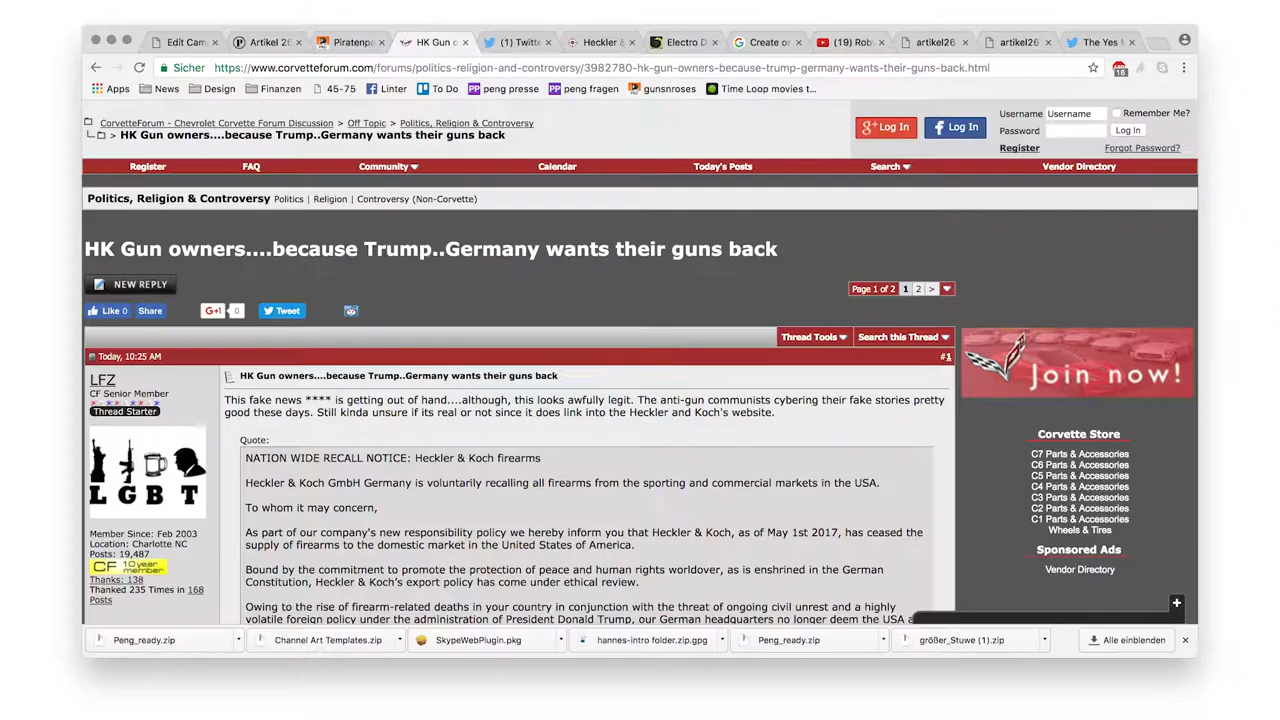 Edit Cam
Artikel 26
Piratens
HK Gun o
(1) Twitte
Heckler &
Electro D
Create or
(19) Rob
artikel26
artikel26
The Yes M
Sicher https://www.corvetteforum.com/forums/politics-religion-and-controversy/3982780-hk-gun-owners-because-trump-germany-wants-their-guns-back.html
16
Apps News Design Finanzen 45-75 Linter To Do peng presse peng fragen gunsnroses Time Loop movies t...
CorvetteForum - Chevrolet Corvette Forum Discussion > Off Topic > Politics, Religion & Controversy
> HK Gun owners....because Trump..Germany wants their guns back
g+ Log In
f Log In
Username Username Remember Me?
Password Log In
Register Forgot Password?
Register FAQ Community Calendar Today's Posts Search Vendor Directory
Politics, Religion & Controversy Politics | Religion | Controversy (Non-Corvette)
HK Gun owners....because Trump..Germany wants their guns back
NEW REPLY
Page 1 of 2 1 2 >
Like 0 Share G+1 0 Tweet
Thread Tools Search this Thread
Today, 10:25 AM #1
LFZ
CF Senior Member
Thread Starter
LGBT
Member Since: Feb 2003
Location: Charlotte NC
Posts: 19,487
CF 10 year member
Thanks: 138
Thanked 235 Times in 168
Posts
HK Gun owners....because Trump..Germany wants their guns back
This fake news **** is getting out of hand....although, this looks awfully legit. The anti-gun communists cybering their fake stories pretty
good these days. Still kinda unsure if its real or not since it does link into the Heckler and Koch's website.
Quote:
NATION WIDE RECALL NOTICE: Heckler & Koch firearms
Heckler & Koch GmbH Germany is voluntarily recalling all firearms from the sporting and commercial markets in the USA.
To whom it may concern,
As part of our company's new responsibility policy we hereby inform you that Heckler & Koch, as of May 1st 2017, has ceased the
supply of firearms to the domestic market in the United States of America.
Bound by the commitment to promote the protection of peace and human rights worldover, as is enshrined in the German
Constitution, Heckler & Koch's export policy has come under ethical review.
Owing to the rise of firearm-related deaths in your country in conjunction with the threat of ongoing civil unrest and a highly
volatile foreign policy under the administration of President Donald Trump, our German headquarters no longer deem the USA a
Join now!
Corvette Store
C7 Parts & Accessories
C6 Parts & Accessories
C5 Parts & Accessories
C4 Parts & Accessories
C3 Parts & Accessories
C2 Parts & Accessories
C1 Parts & Accessories
Wheels & Tires
Sponsored Ads
Vendor Directory
Peng_ready.zip
Channel Art Templates.zip
SkypeWebPlugin.pkg
hannes-intro folder.zip.gpg
Peng_ready.zip
größer_Stuwe (1).zip
Alle einblenden